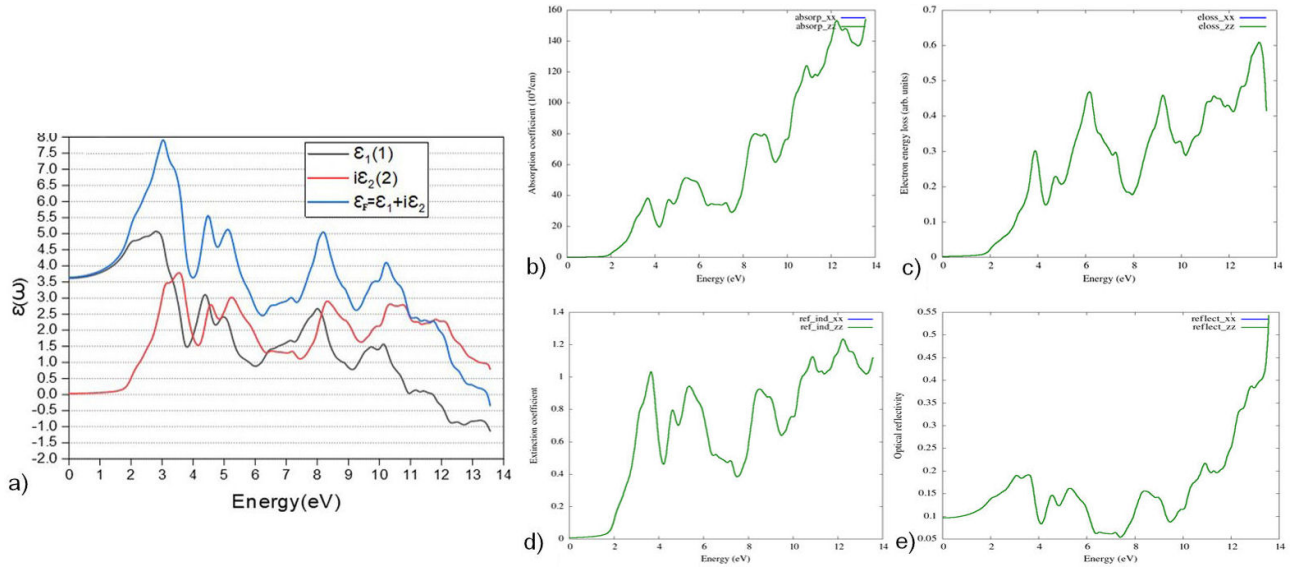 8.0
7.5
7.0
6.5
6.0
5.5
5.0
4.5
4.0
3.5
3.0
2.5
2.0
1.5
1.0
0.5
0.0
-0.5
-1.0
-1.5
-2.0
ε(ω)
ε₁(1)
iε₂(2)
ε_F=ε₁+iε₂
0 1 2 3 4 5 6 7 8 9 10 11 12 13 14
Energy(eV)
a)
160
140
120
100
80
60
40
20
0
Absorption coefficient (10⁴/cm)
absorp_xx
absorp_zz
0 2 4 6 8 10 12 14
Energy (eV)
b)
0.7
0.6
0.5
0.4
0.3
0.2
0.1
0
Electron energy loss (arb. units)
eloss_xx
eloss_zz
0 2 4 6 8 10 12 14
Energy (eV)
c)
1.4
1.2
1
0.8
0.6
0.4
0.2
0
Extinction coefficient
ref_ind_xx
ref_ind_zz
0 2 4 6 8 10 12 14
Energy (eV)
d)
0.55
0.5
0.45
0.4
0.35
0.3
0.25
0.2
0.15
0.1
0.05
Optical reflectivity
reflect_xx
reflect_zz
0 2 4 6 8 10 12 14
Energy (eV)
e)